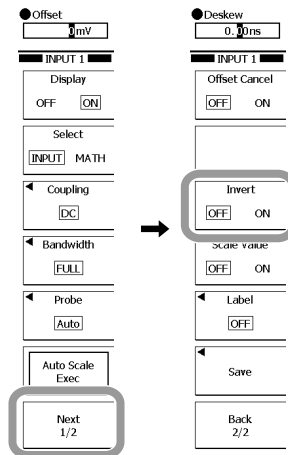 Offset
0mV
INPUT 1
Display
OFF ON
Select
INPUT MATH
Coupling
DC
Bandwidth
FULL
Probe
Auto
Auto Scale
Exec
Next
1/2
Deskew
0.00ns
INPUT 1
Offset Cancel
OFF ON
Invert
OFF ON
Scale Value
OFF ON
Label
OFF
Save
Back
2/2